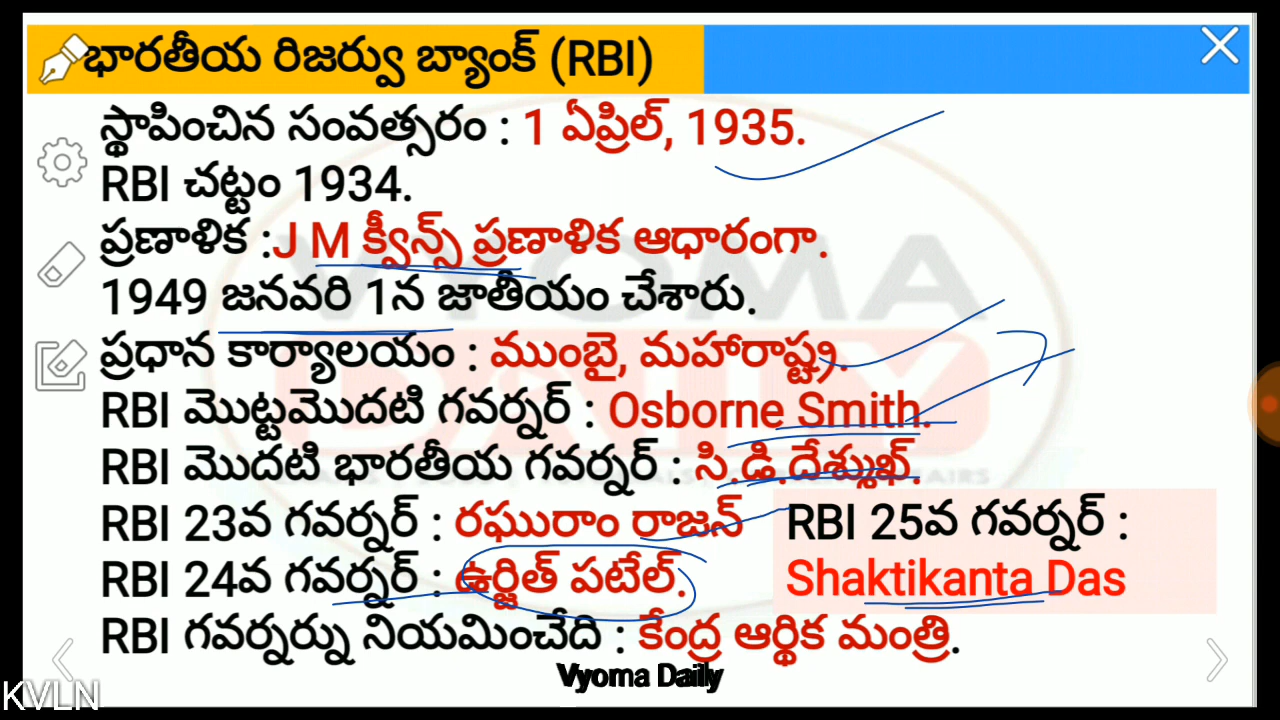 భారతీయ రిజర్వు బ్యాంక్ (RBI)
స్థాపించిన సంవత్సరం : 1 ఏప్రిల్, 1935.
RBI చట్టం 1934.
ప్రణాళిక :J M క్వీన్స్ ప్రణాళిక ఆధారంగా.
1949 జనవరి 1న జాతీయం చేశారు.
ప్రధాన కార్యాలయం : ముంబై, మహారాష్ట్ర.
RBI మొట్టమొదటి గవర్నర్ : Osborne Smith.
RBI మొదటి భారతీయ గవర్నర్ : సి.డి.దేశ్ముఖ్.
RBI 23వ గవర్నర్ : రఘురాం రాజన్
RBI 24వ గవర్నర్ : ఊర్జిత్ పటేల్.
RBI 25వ గవర్నర్ :
Shaktikanta Das
RBI గవర్నర్ను నియమించేది : కేంద్ర ఆర్థిక మంత్రి.
Vyoma Daily
KVLN
VYOMA
DAILY